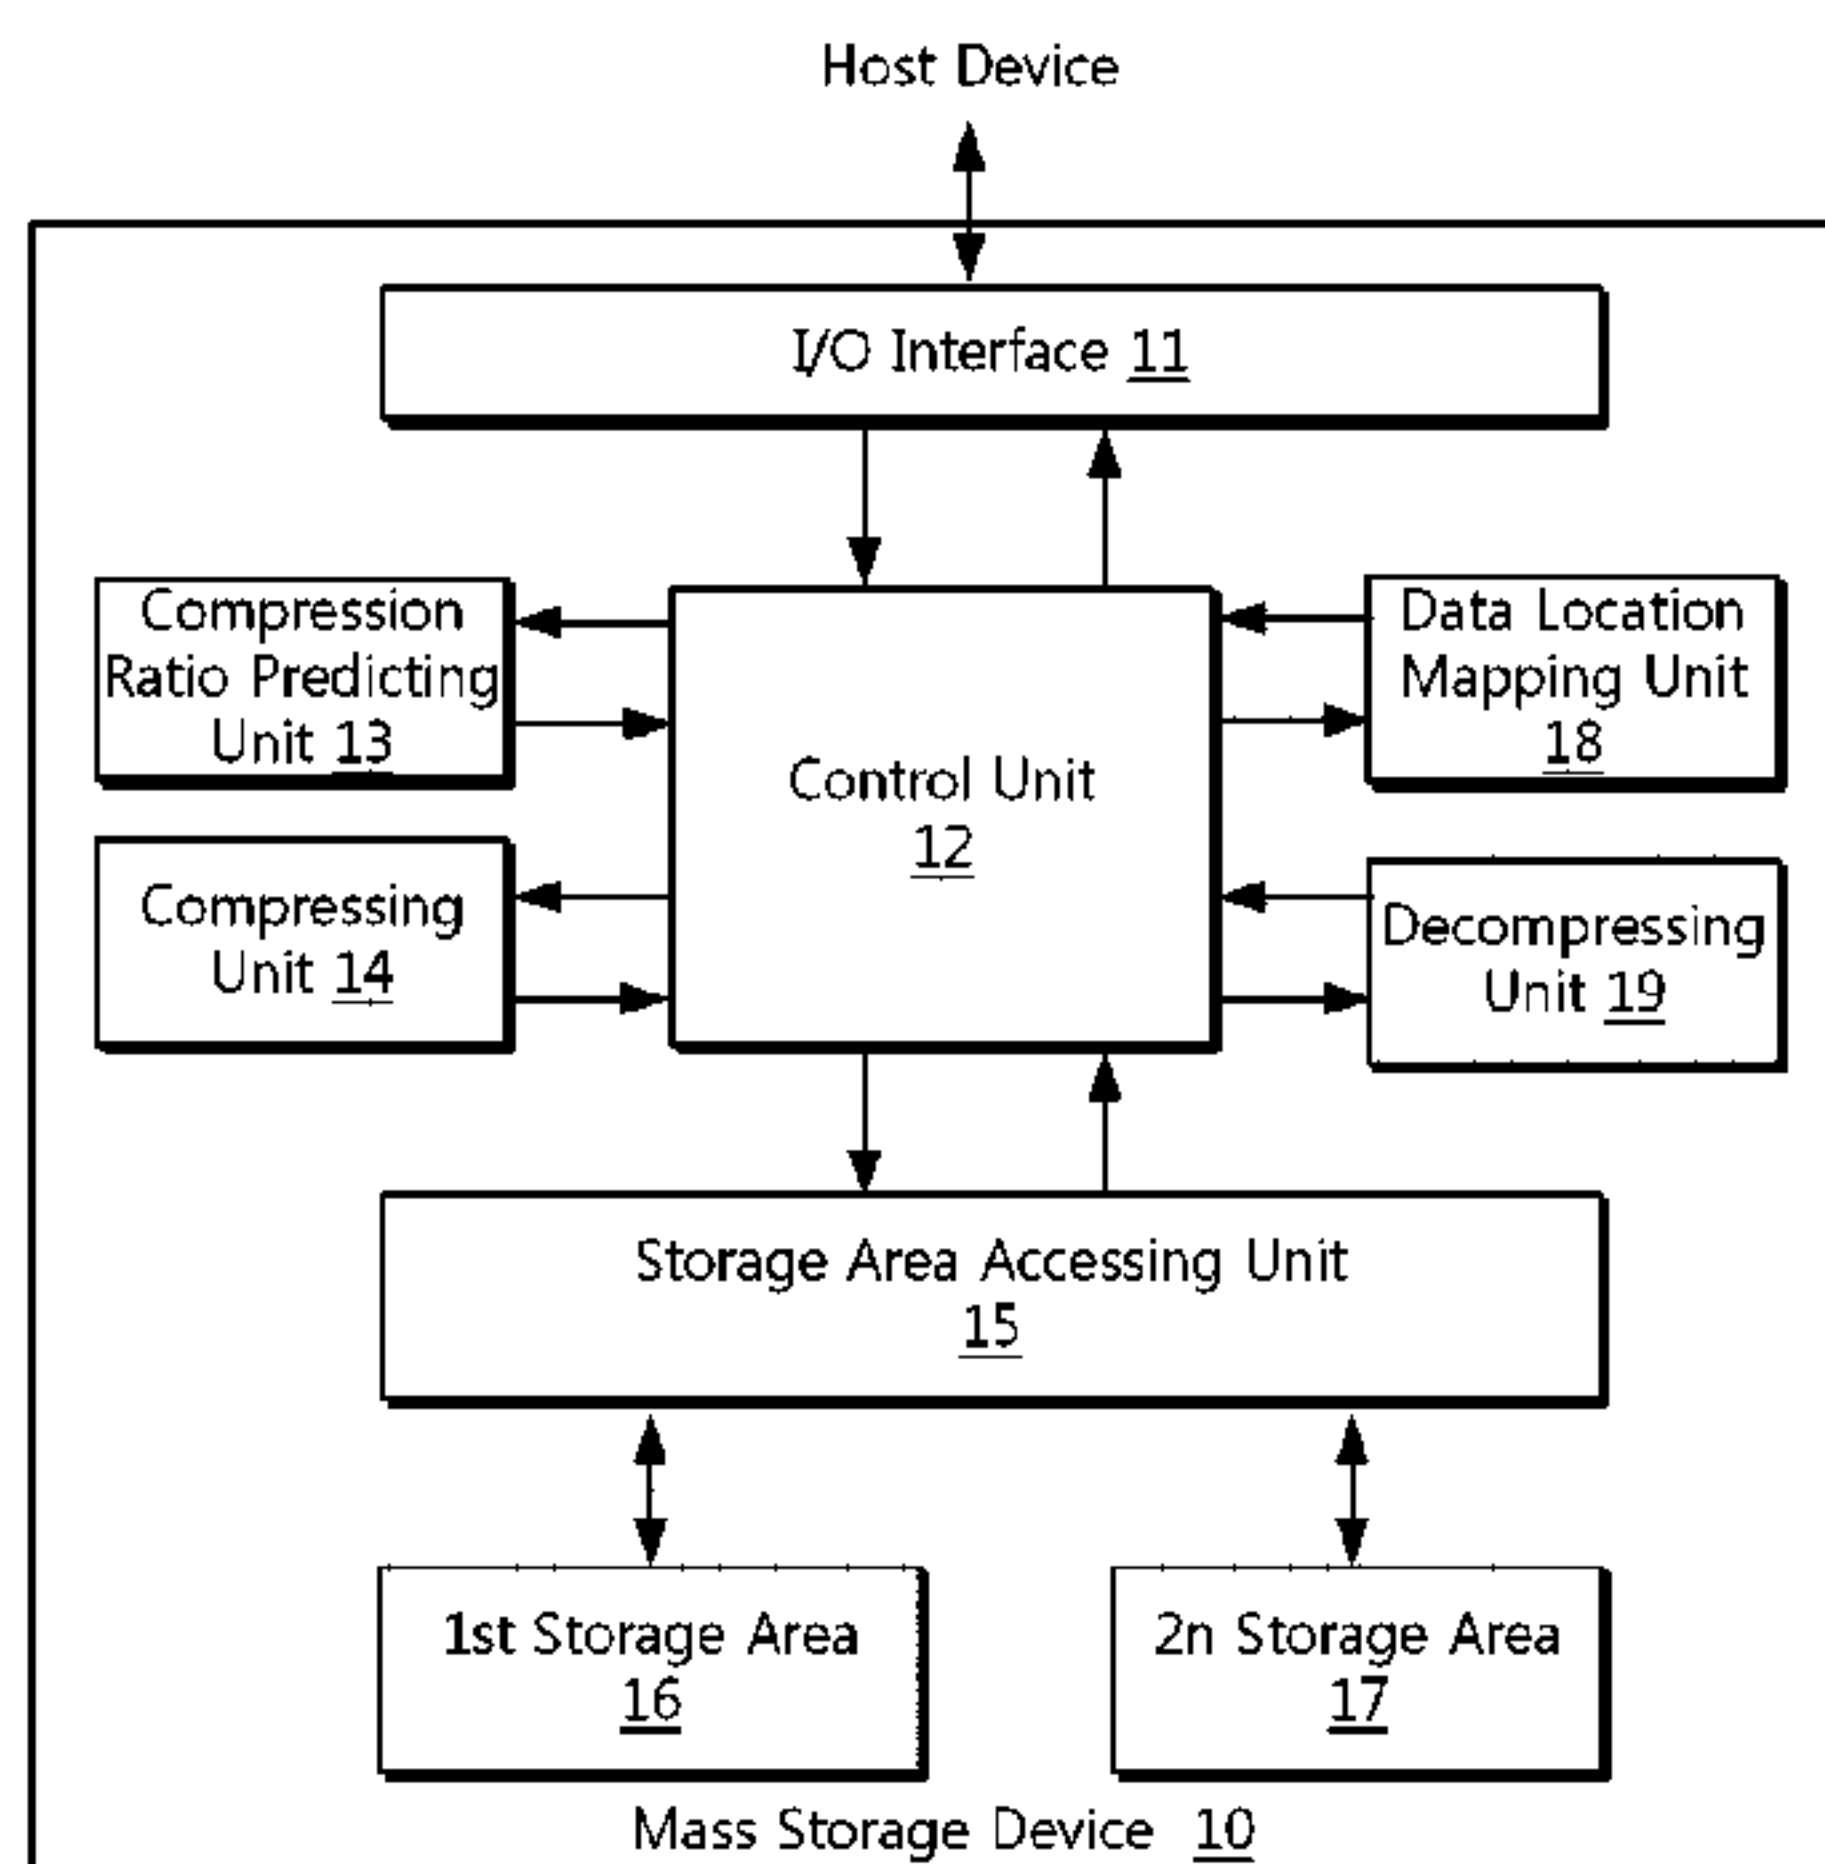 Host Device
I/O Interface 11
Compression
Ratio Predicting
Unit 13
Data Location
Mapping Unit
18
Control Unit
12
Compressing
Unit 14
Decompressing
Unit 19
Storage Area Accessing Unit
15
1st Storage Area
16
2n Storage Area
17
Mass Storage Device 10